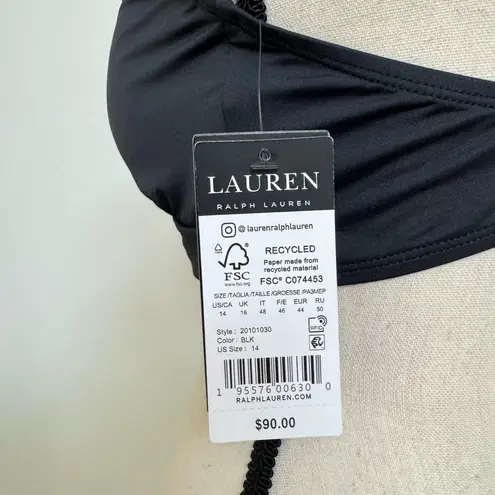 LAUREN
RALPH LAUREN
@ laurenralphlauren
RECYCLED
Paper made from
recycled material
FSC® C074453
FSC
www.fsc.org
SIZE /TAGLIA /TAILLE /GROESSE /РАЗМЕР
US/CA UK IT F/E EUR RU
14 16 48 46 44 50
Style : 20101030
Color : BLK
US Size : 14
RFID
1 95576 00630 0
RALPHLAUREN.COM
$90.00